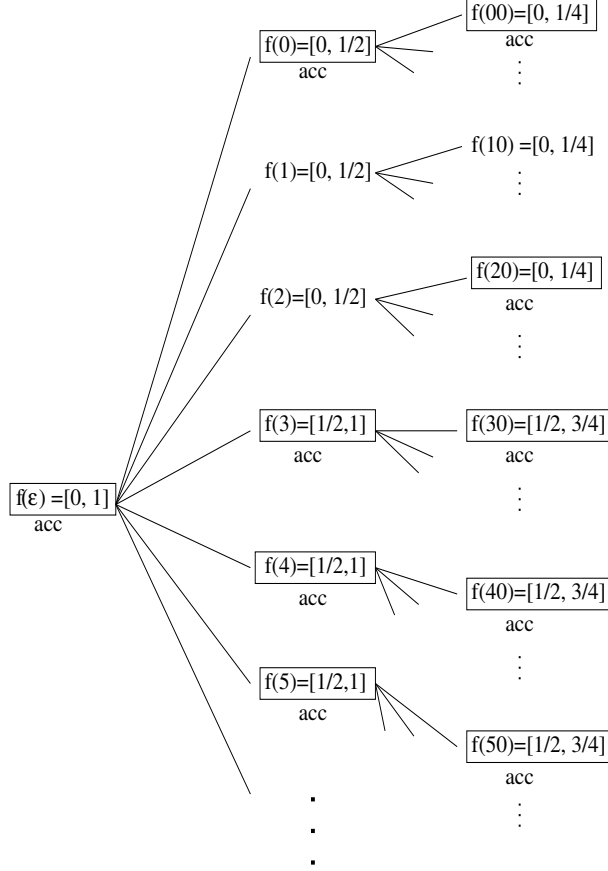 f(0)=[0, 1/2]
acc
f(00)=[0, 1/4]
acc
f(1)=[0, 1/2]
f(10) =[0, 1/4]
f(2)=[0, 1/2]
f(20)=[0, 1/4]
acc
f(3)=[1/2,1]
acc
f(30)=[1/2, 3/4]
acc
f(ε) =[0, 1]
acc
f(4)=[1/2,1]
acc
f(40)=[1/2, 3/4]
acc
f(5)=[1/2,1]
acc
f(50)=[1/2, 3/4]
acc